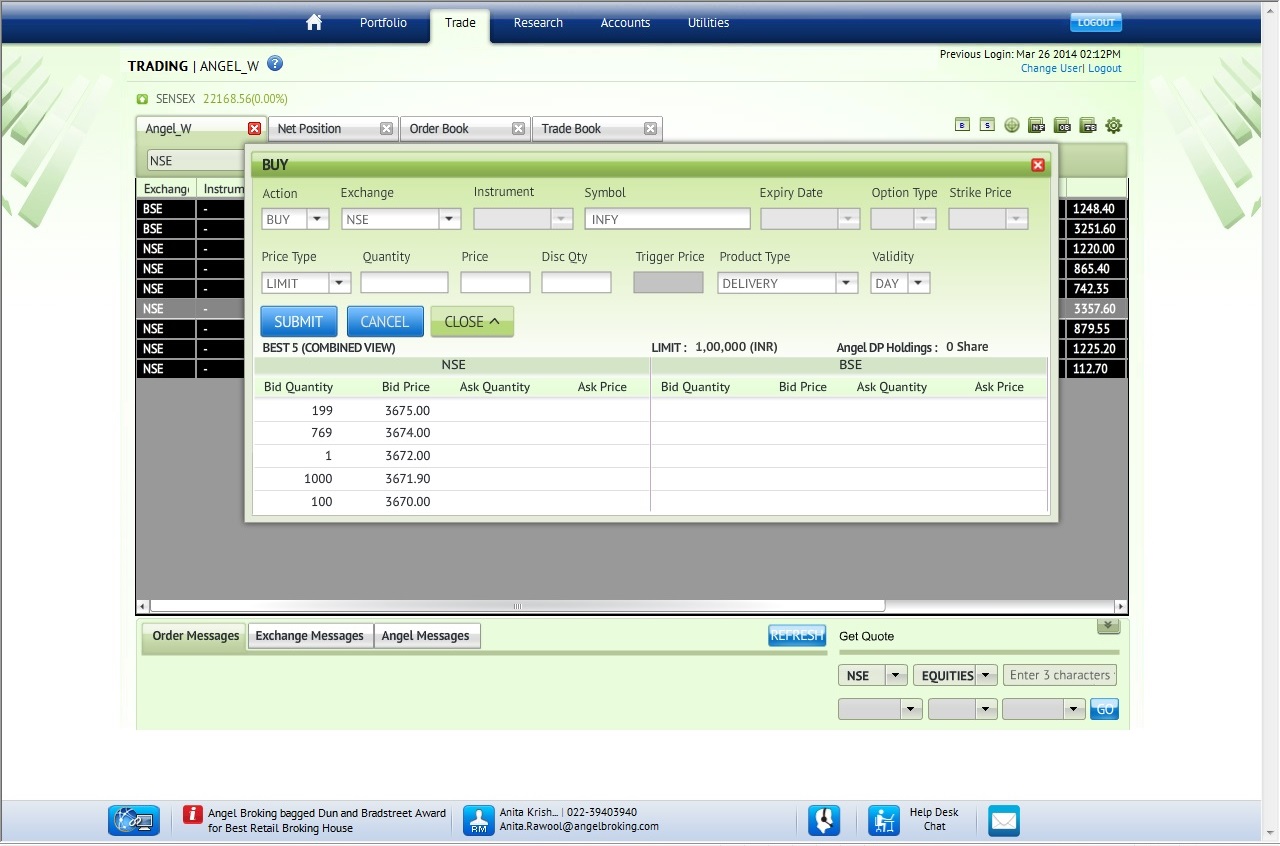 Portfolio Trade Research Accounts Utilities LOGOUT
Previous Login: Mar 26 2014 02:12PM
TRADING | ANGEL_W ?
Change User| Logout
SENSEX 22168.56(0.00%)
Angel_W Net Position Order Book Trade Book B S NP OB TB
NSE
BUY
Exchang Instrum
Action Exchange Instrument Symbol Expiry Date Option Type Strike Price
BUY NSE INFY
Price Type Quantity Price Disc Qty Trigger Price Product Type Validity
LIMIT DELIVERY DAY
SUBMIT CANCEL CLOSE
BEST 5 (COMBINED VIEW) LIMIT : 1,00,000 (INR) Angel DP Holdings : 0 Share
NSE BSE
Bid Quantity Bid Price Ask Quantity Ask Price Bid Quantity Bid Price Ask Quantity Ask Price
199 3675.00
769 3674.00
1 3672.00
1000 3671.90
100 3670.00
BSE - 1248.40
BSE - 3251.60
NSE - 1220.00
NSE - 865.40
NSE - 742.35
NSE - 3357.60
NSE - 879.55
NSE - 1225.20
NSE - 112.70
Order Messages Exchange Messages Angel Messages REFRESH Get Quote
NSE EQUITIES Enter 3 characters
GO
Angel Broking bagged Dun and Bradstreet Award
for Best Retail Broking House
RM
Anita Krish... | 022-39403940
Anita.Rawool@angelbroking.com
Help Desk
Chat